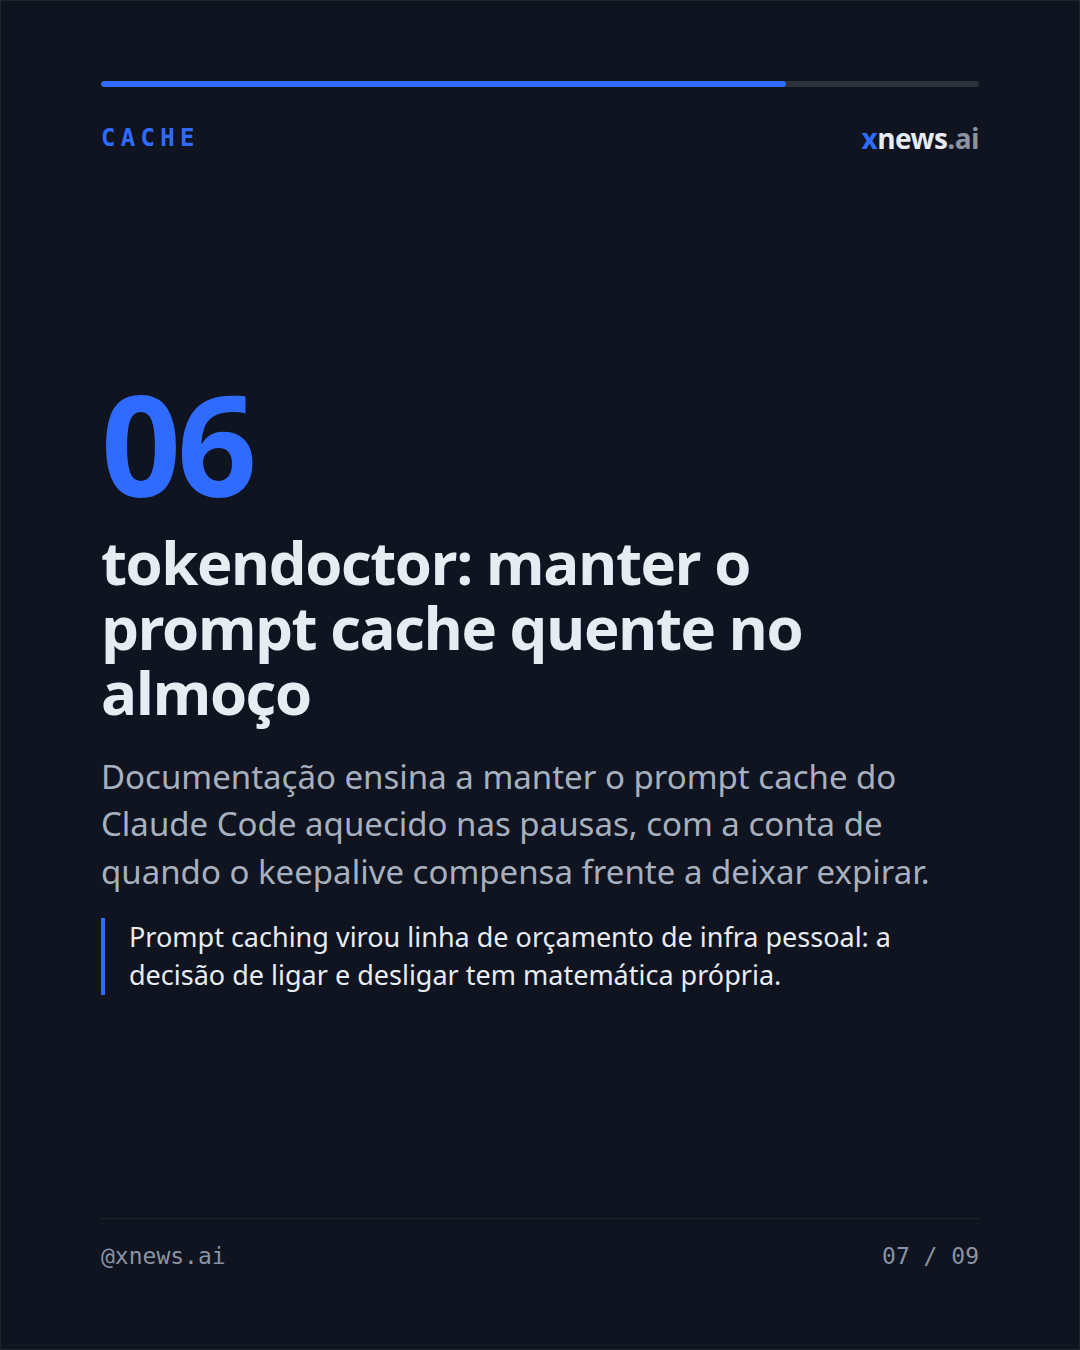 CACHE
xnews.ai
06
tokendoctor: manter o
prompt cache quente no
almoço
Documentação ensina a manter o prompt cache do
Claude Code aquecido nas pausas, com a conta de
quando o keepalive compensa frente a deixar expirar.
Prompt caching virou linha de orçamento de infra pessoal: a
decisão de ligar e desligar tem matemática própria.
@xnews.ai
07 / 09